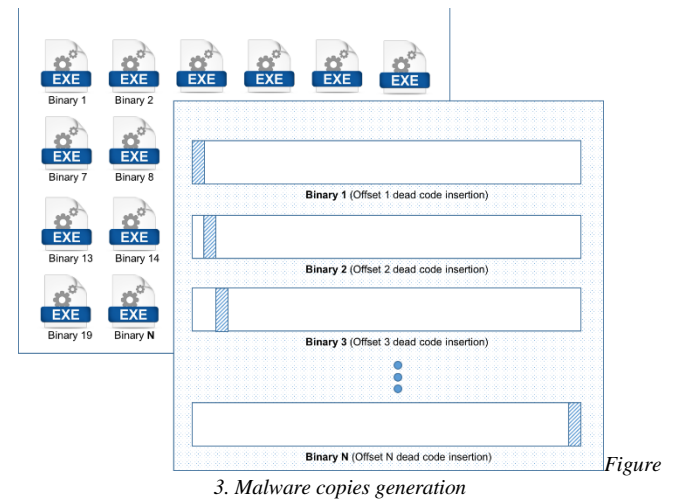 EXE EXE EXE EXE EXE EXE
Binary 1 Binary 2
EXE EXE
Binary 7 Binary 8
EXE EXE
Binary 13 Binary 14
EXE EXE
Binary 19 Binary N
Binary 1 (Offset 1 dead code insertion)
Binary 2 (Offset 2 dead code insertion)
Binary 3 (Offset 3 dead code insertion)
Binary N (Offset N dead code insertion)
Figure
3. Malware copies generation